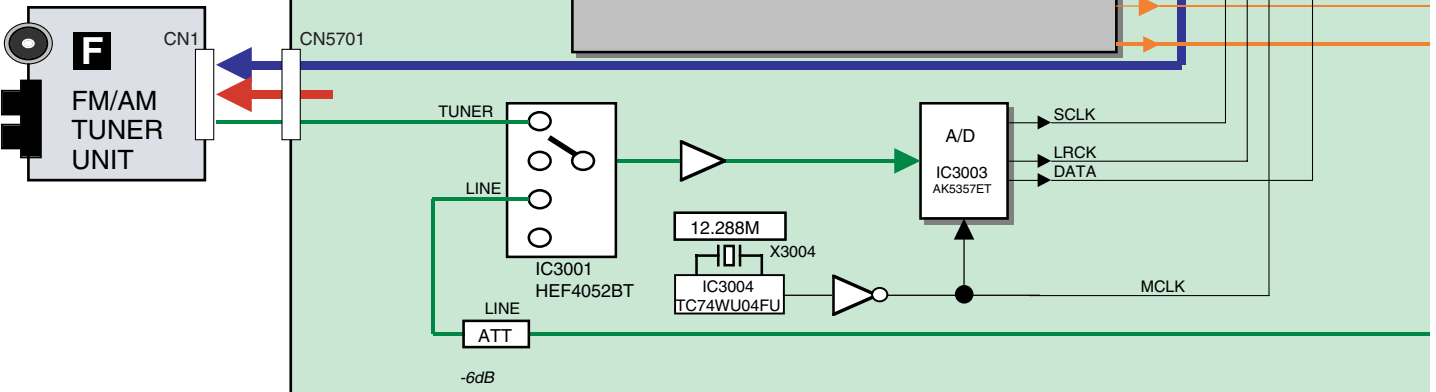 CN1
CN5701
F
FM/AM
TUNER
UNIT
TUNER
LINE
IC3001
HEF4052BT
A/D
IC3003
AK5357ET
SCLK
LRCK
DATA
12.288M
X3004
IC3004
TC74WU04FU
MCLK
LINE
ATT
-6dB